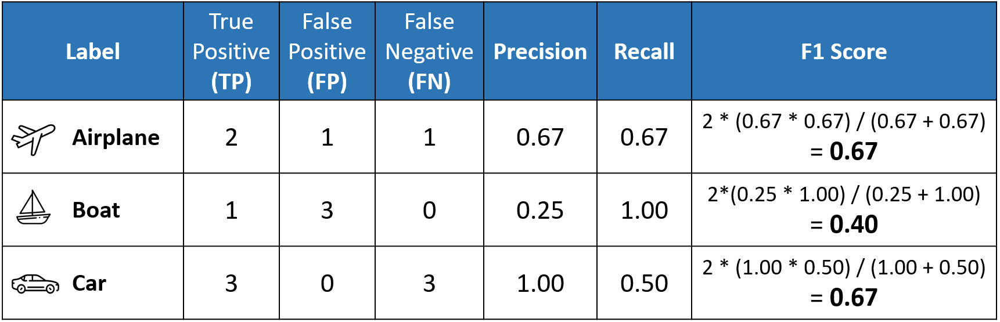 Label
True
Positive
(TP)
False
Positive
(FP)
False
Negative
(FN)
Precision
Recall
F1 Score
Airplane
2
1
1
0.67
0.67
2 * (0.67 * 0.67) / (0.67 + 0.67)
= 0.67
Boat
1
3
0
0.25
1.00
2*(0.25 * 1.00) / (0.25 + 1.00)
= 0.40
Car
3
0
3
1.00
0.50
2 * (1.00 * 0.50) / (1.00 + 0.50)
= 0.67